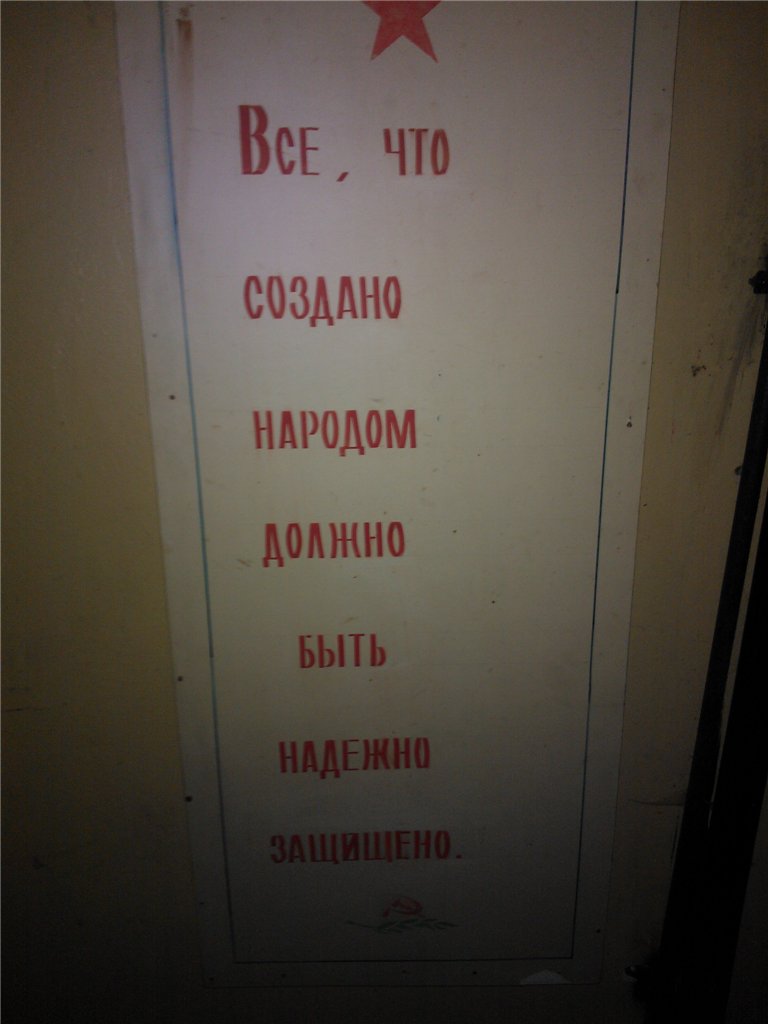 Все, что
создано
народом
должно
быть
надежно
защищено.